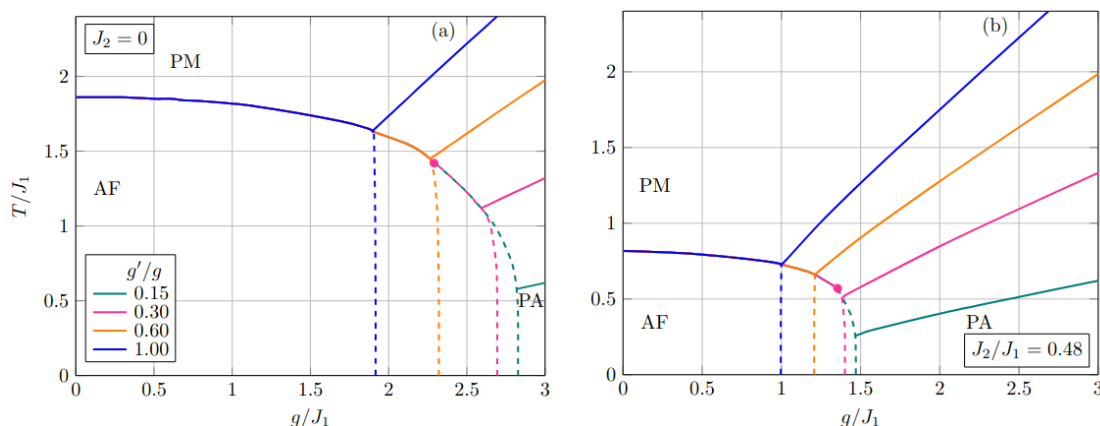 (a)
J₂ = 0
PM
AF
PA
g′/g
0.15
0.30
0.60
1.00
T/J₁
2
1.5
1
0.5
0
0 0.5 1 1.5 2 2.5 3
g/J₁
(b)
PM
AF
PA
J₂/J₁ = 0.48
2
1.5
1
0.5
0
0 0.5 1 1.5 2 2.5 3
g/J₁